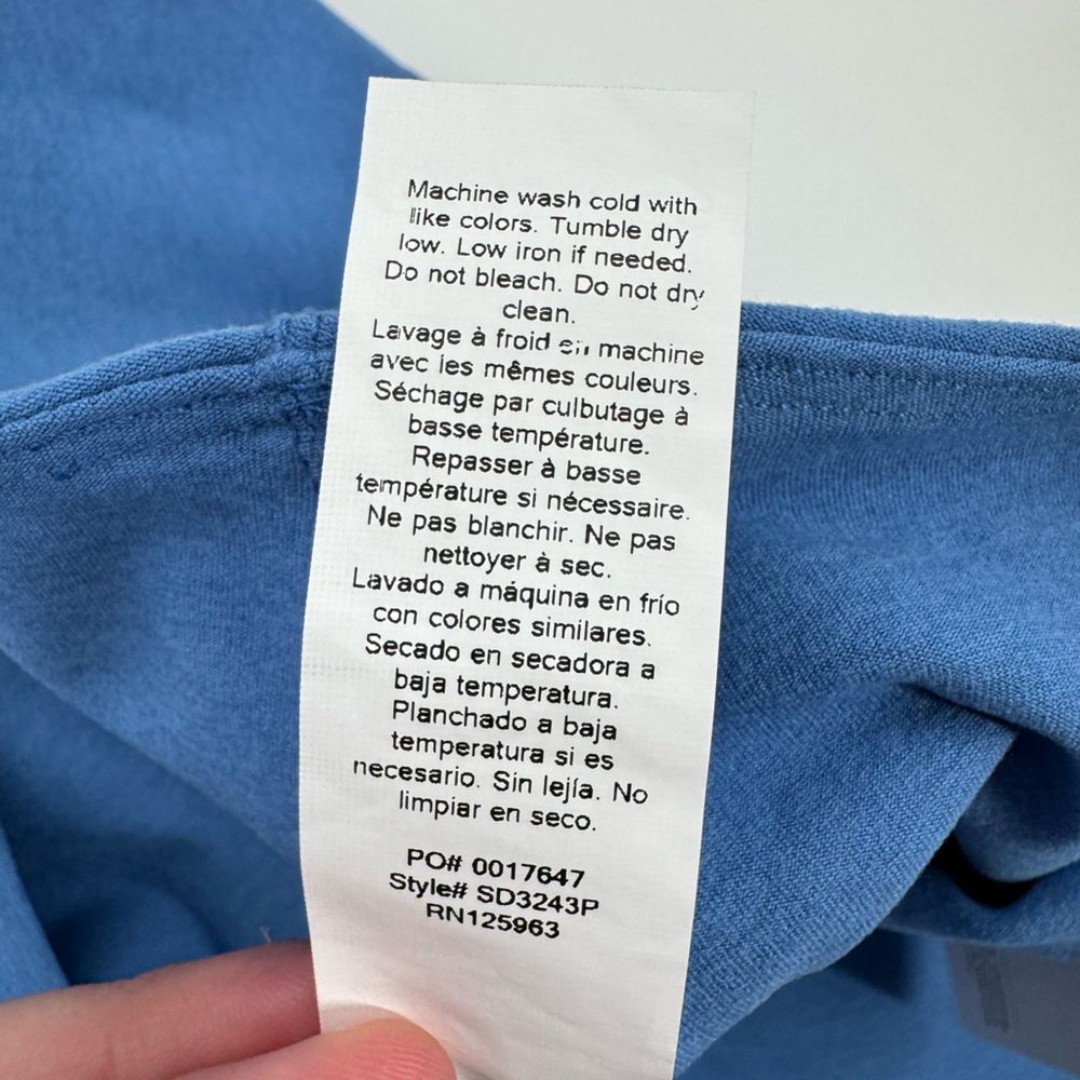 Machine wash cold with
like colors. Tumble dry
low. Low iron if needed.
Do not bleach. Do not dry
clean.
Lavage à froid en machine
avec les mêmes couleurs.
Séchage par culbutage à
basse température.
Repasser à basse
température si nécessaire.
Ne pas blanchir. Ne pas
nettoyer à sec.
Lavado a máquina en frío
con colores similares.
Secado en secadora a
baja temperatura.
Planchado a baja
temperatura si es
necesario. Sin lejía. No
limpiar en seco.
PO# 0017647
Style# SD3243P
RN125963